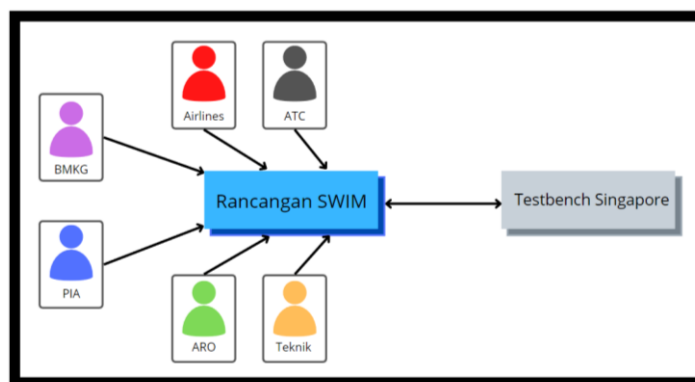 Airlines
ATC
BMKG
Rancangan SWIM
Testbench Singapore
PIA
ARO
Teknik